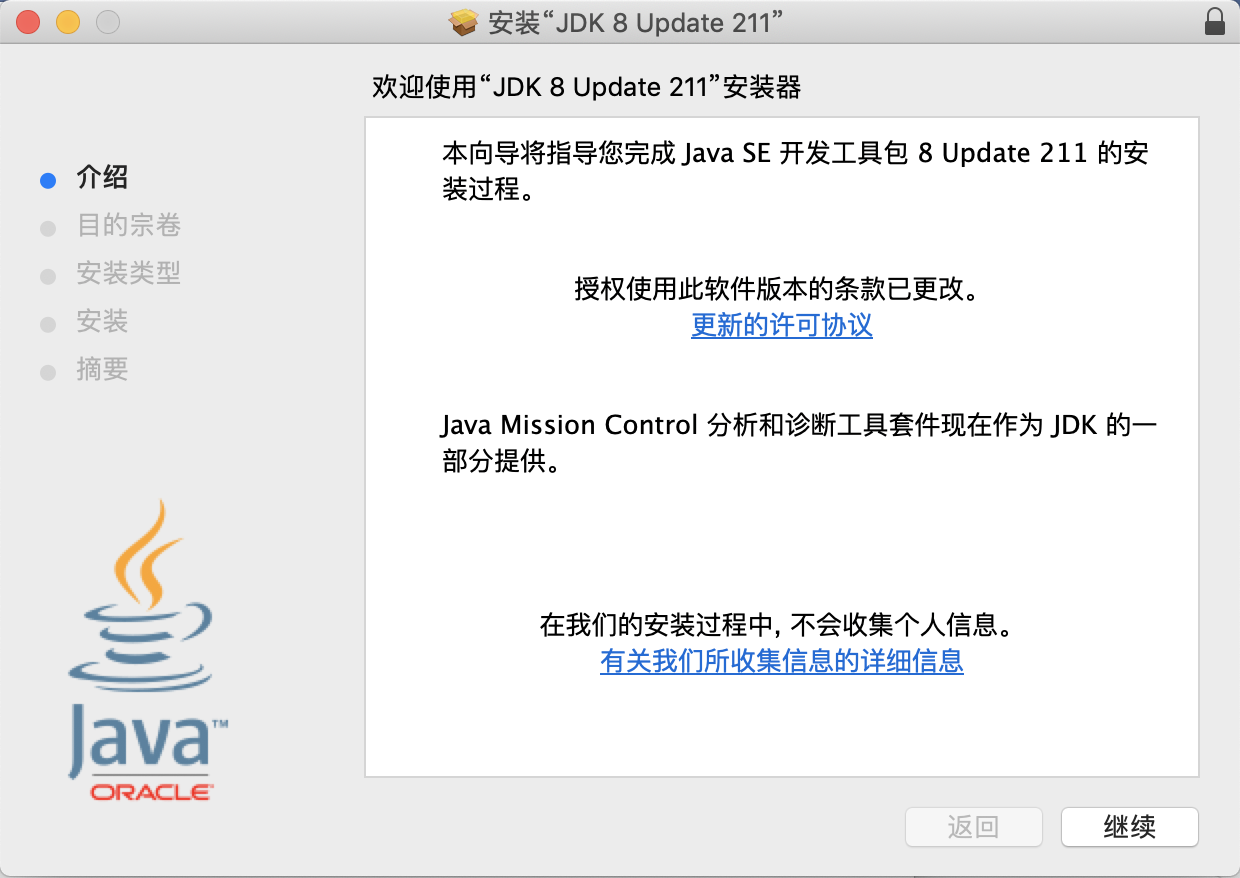 安装“JDK 8 Update 211”
欢迎使用“JDK 8 Update 211”安装器
介绍
目的宗卷
安装类型
安装
摘要
本向导将指导您完成 Java SE 开发工具包 8 Update 211 的安
装过程。
授权使用此软件版本的条款已更改。
更新的许可协议
Java Mission Control 分析和诊断工具套件现在作为 JDK 的一
部分提供。
在我们的安装过程中, 不会收集个人信息。
有关我们所收集信息的详细信息
Java™
ORACLE®
返回
继续